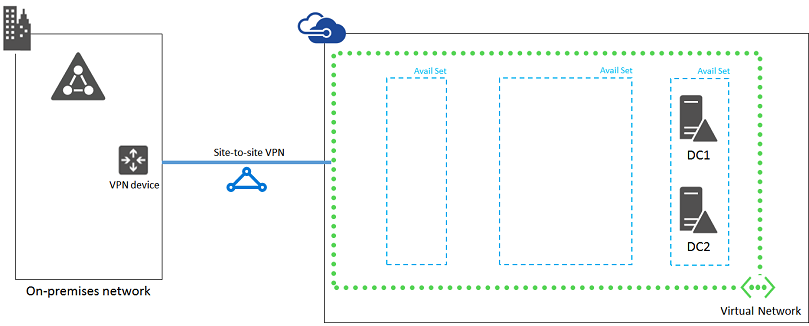 Avail Set
Avail Set
Avail Set
DC1
Site-to-site VPN
VPN device
DC2
On-premises network
Virtual Network